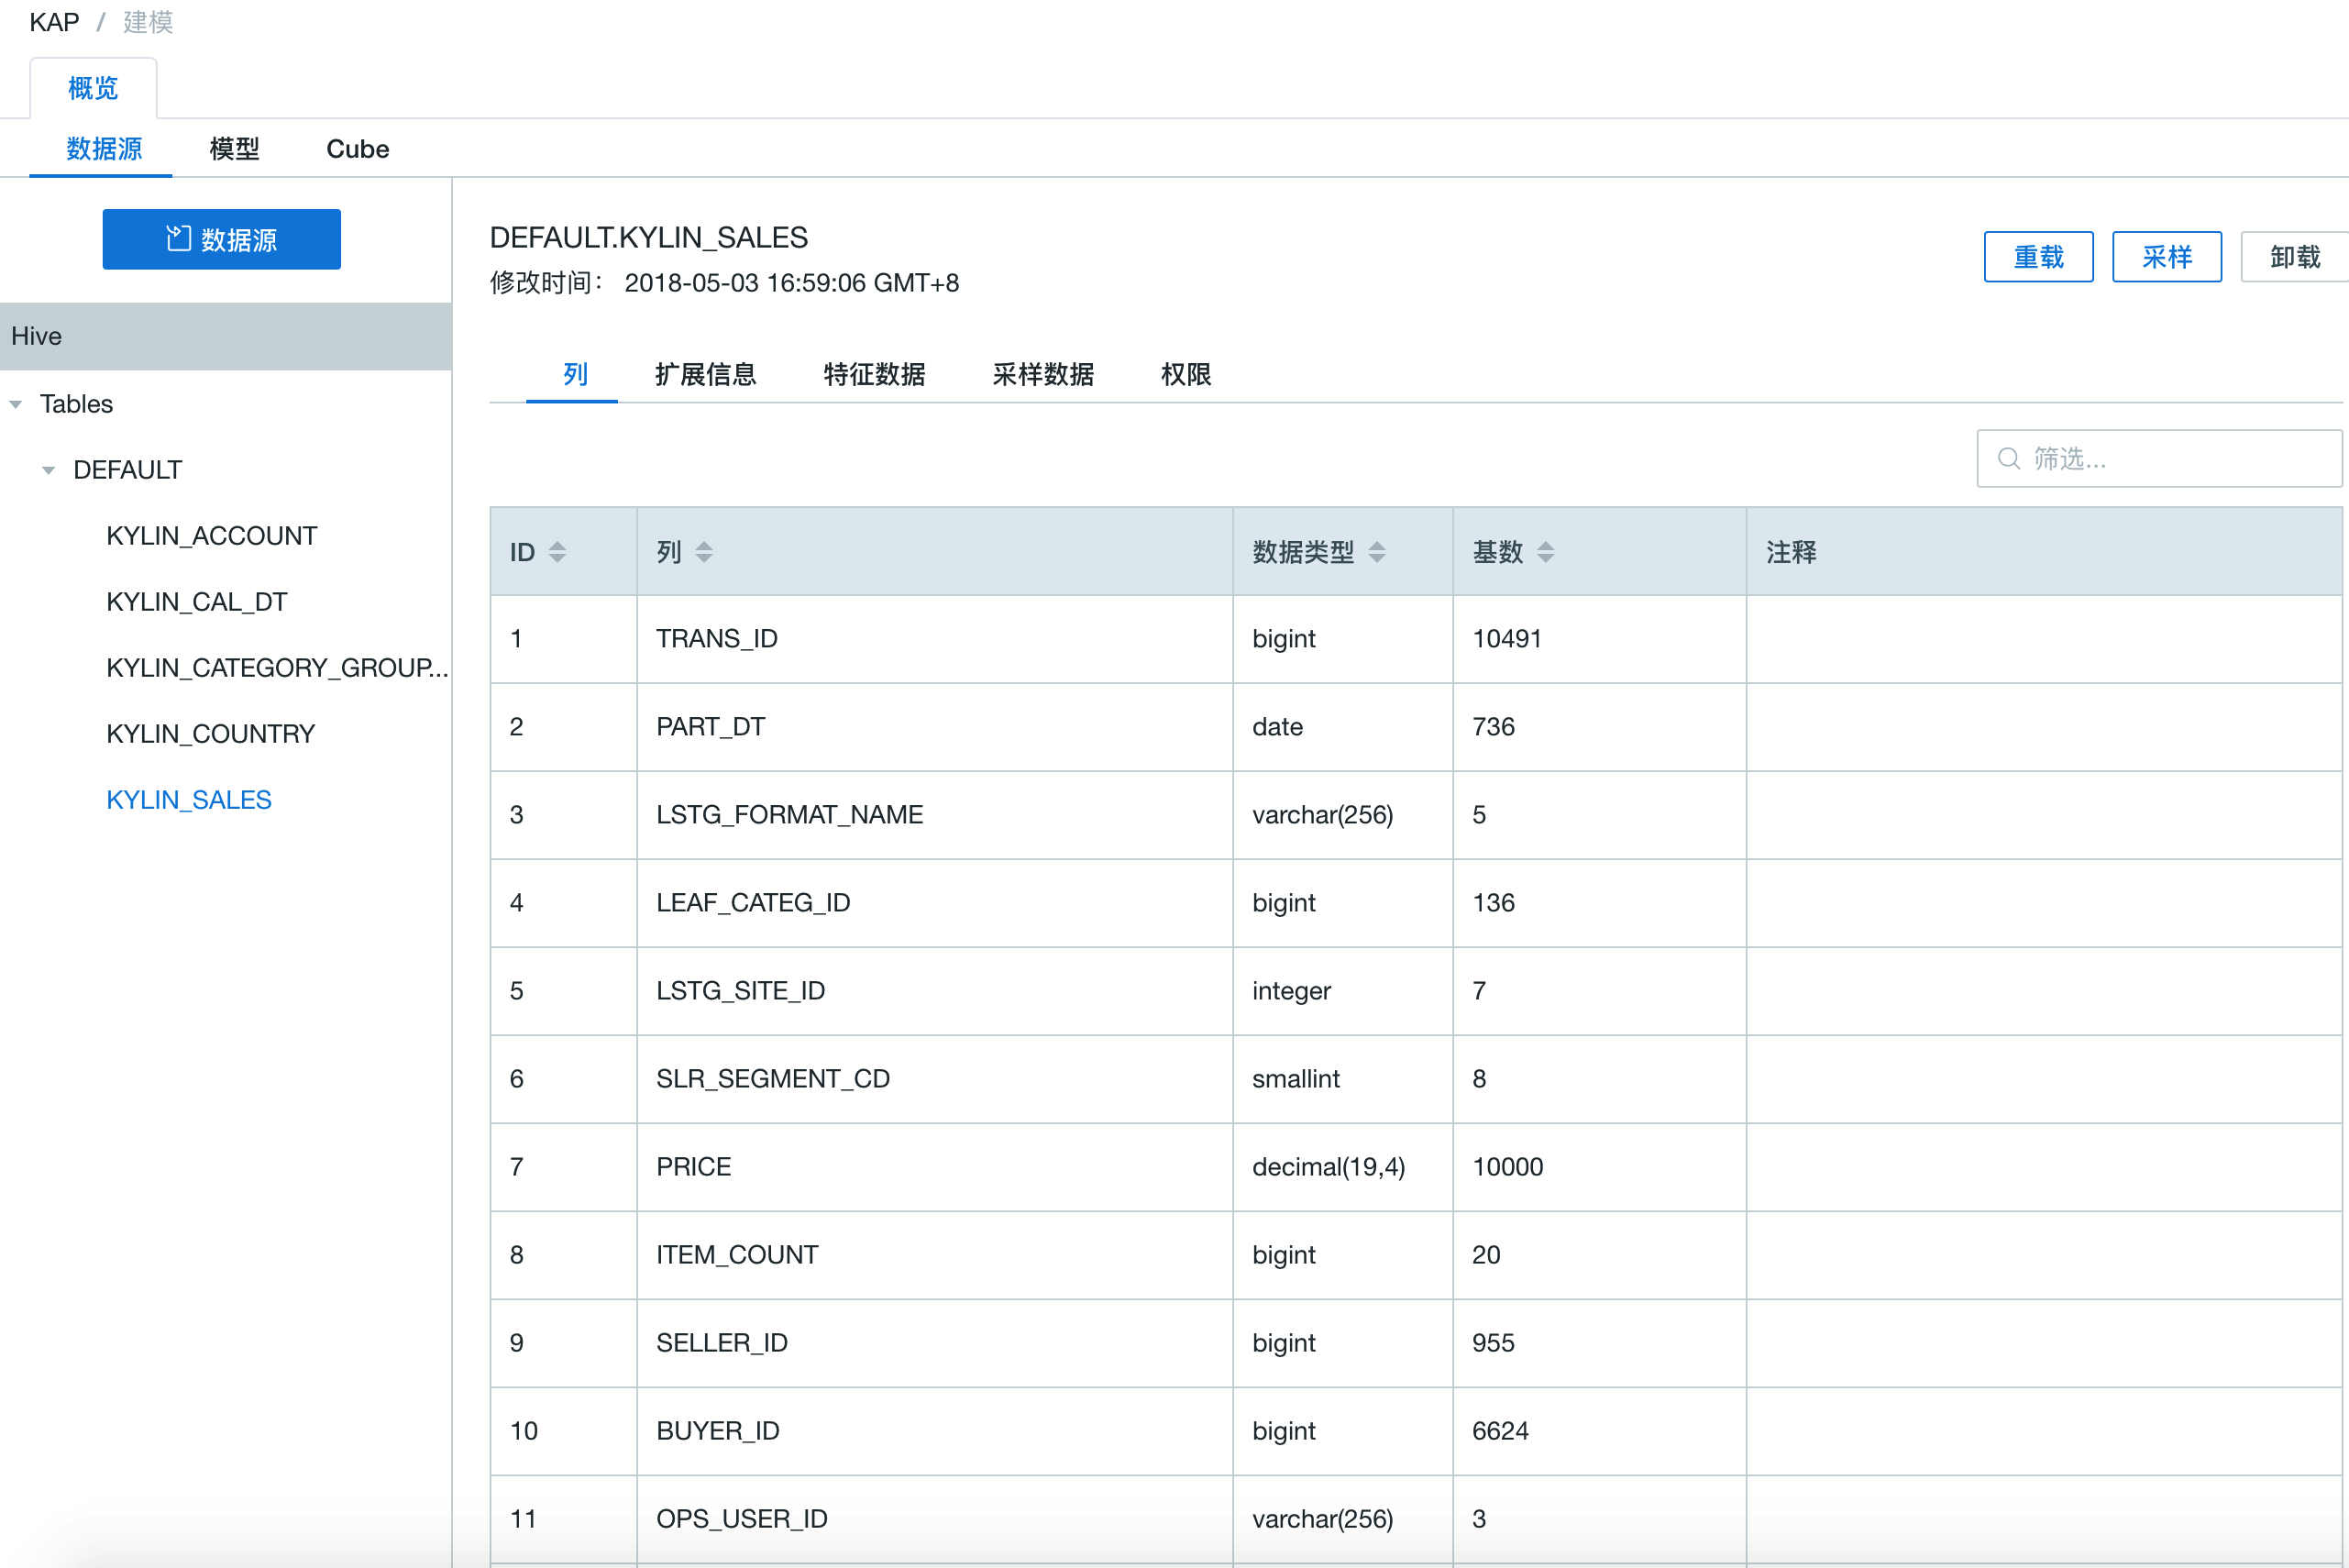 KAP / 建模
概览
数据源 模型 Cube
数据源
Hive
Tables
DEFAULT
KYLIN_ACCOUNT
KYLIN_CAL_DT
KYLIN_CATEGORY_GROUP...
KYLIN_COUNTRY
KYLIN_SALES
DEFAULT.KYLIN_SALES
修改时间： 2018-05-03 16:59:06 GMT+8
重载 采样 卸载
列 扩展信息 特征数据 采样数据 权限
筛选...
ID 列 数据类型 基数 注释
1 TRANS_ID bigint 10491
2 PART_DT date 736
3 LSTG_FORMAT_NAME varchar(256) 5
4 LEAF_CATEG_ID bigint 136
5 LSTG_SITE_ID integer 7
6 SLR_SEGMENT_CD smallint 8
7 PRICE decimal(19,4) 10000
8 ITEM_COUNT bigint 20
9 SELLER_ID bigint 955
10 BUYER_ID bigint 6624
11 OPS_USER_ID varchar(256) 3